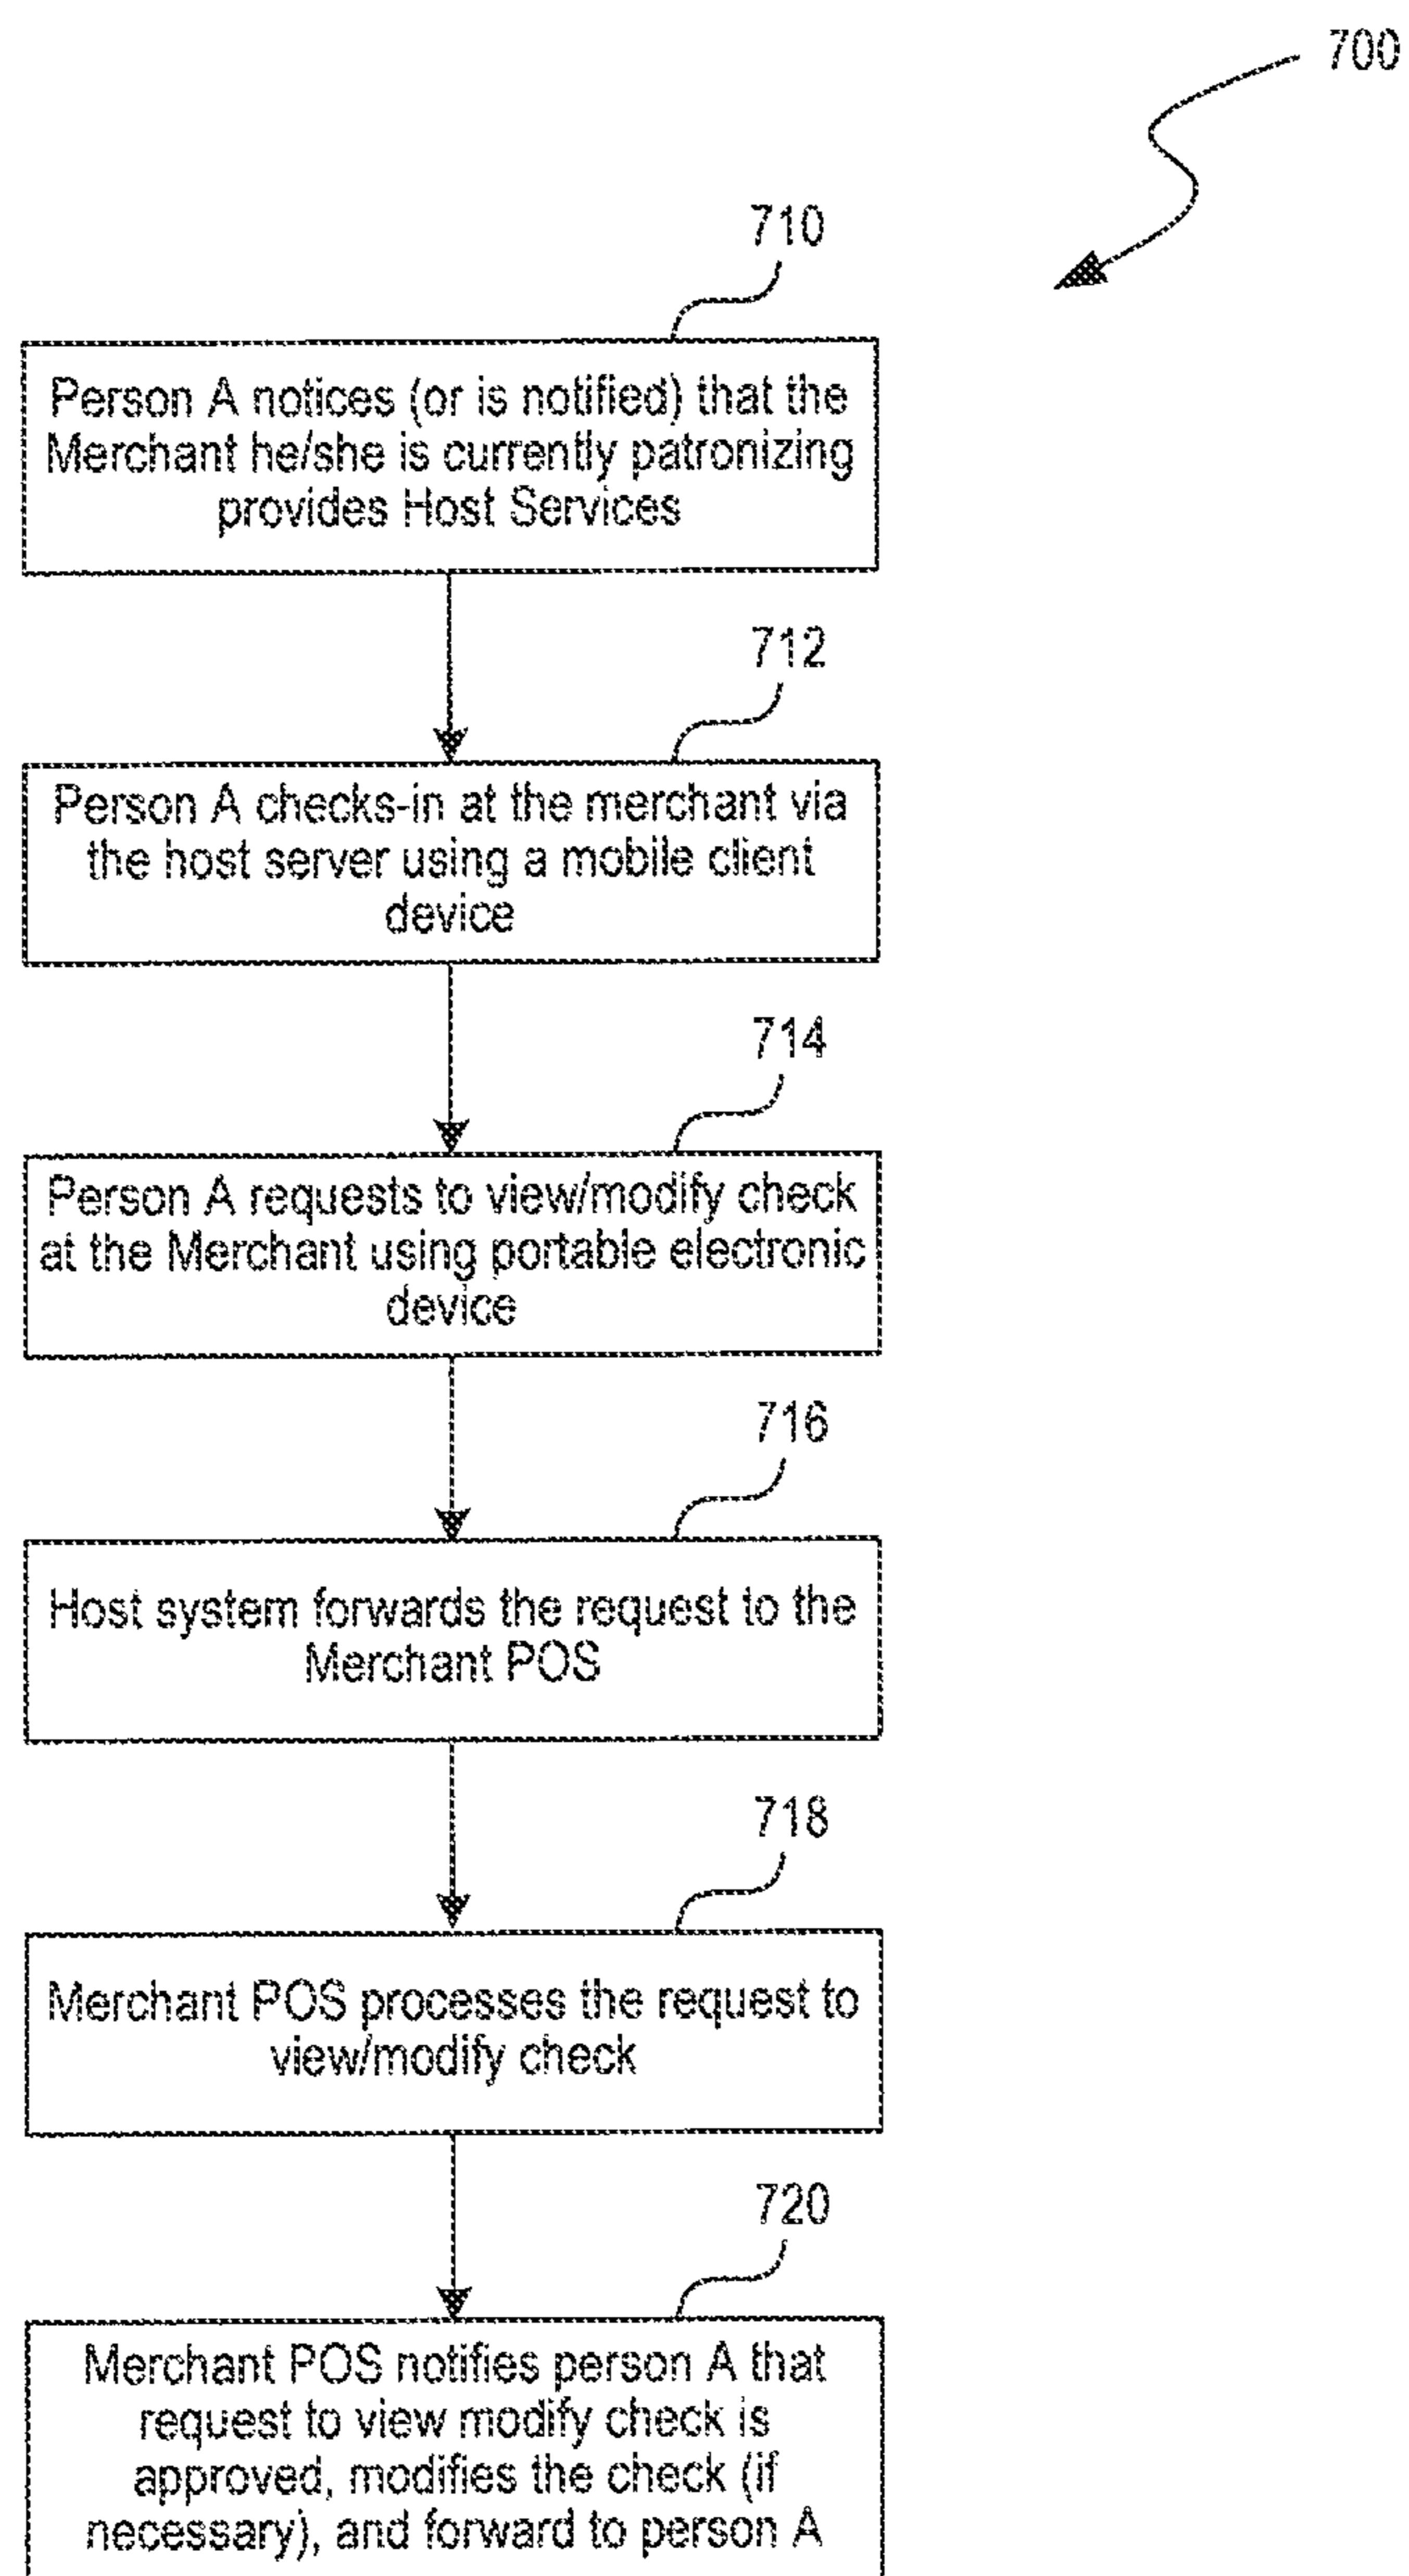 700
710
Person A notices (or is notified) that the
Merchant he/she is currently patronizing
provides Host Services
712
Person A checks-in at the merchant via
the host server using a mobile client
device
714
Person A requests to view/modify check
at the Merchant using portable electronic
device
716
Host system forwards the request to the
Merchant POS
718
Merchant POS processes the request to
view/modify check
720
Merchant POS notifies person A that
request to view modify check is
approved, modifies the check (if
necessary), and forward to person A